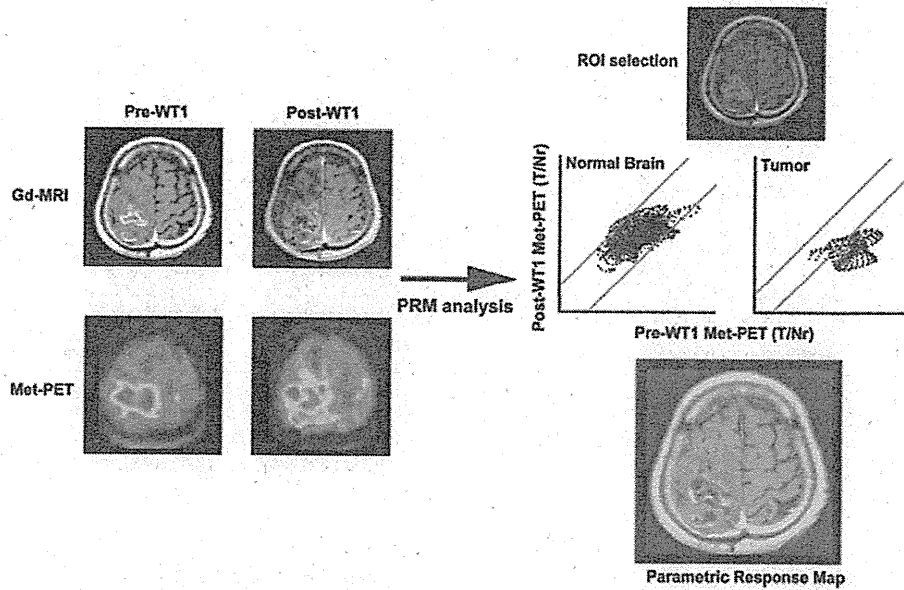 ROI selection
Pre-WT1
Post-WT1
Gd-MRI
Met-PET
PRM analysis
Normal Brain
Tumor
Post-WT1 Met-PET (T/Nr)
Pre-WT1 Met-PET (T/Nr)
Parametric Response Map